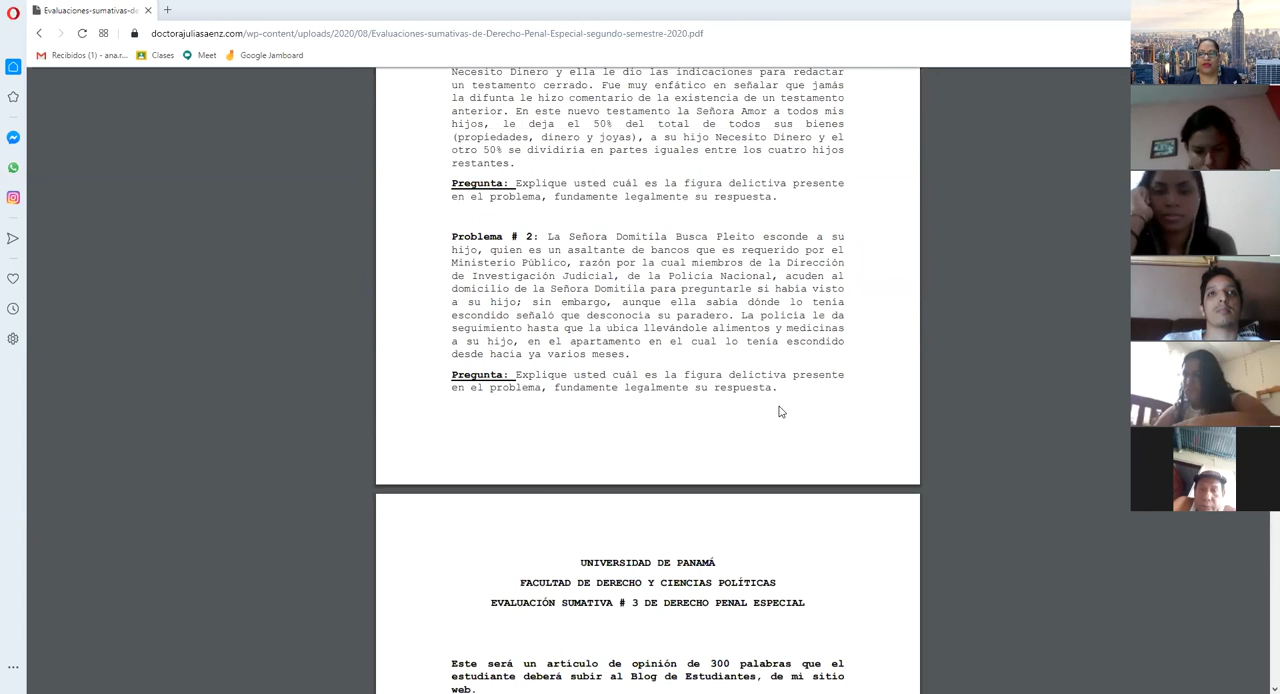 Evaluaciones-sumativas-de
doctorajuliasaenz.com/wp-content/uploads/2020/08/Evaluaciones-sumativas-de-Derecho-Penal-Especial-segundo-semestre-2020.pdf
Recibidos (1) - ana.r... Clases Meet Google Jamboard
Necesito Dinero y ella le dio las indicaciones para redactar
un testamento cerrado. Fue muy enfático en señalar que jamás
la difunta le hizo comentario de la existencia de un testamento
anterior. En este nuevo testamento la Señora Amor a todos mis
hijos, le deja el 50% del total de todos sus bienes
(propiedades, dinero y joyas), a su hijo Necesito Dinero y el
otro 50% se dividiría en partes iguales entre los cuatro hijos
restantes.
Pregunta: Explique usted cuál es la figura delictiva presente
en el problema, fundamente legalmente su respuesta.
Problema # 2: La Señora Domitila Busca Pleito esconde a su
hijo, quien es un asaltante de bancos que es requerido por el
Ministerio Público, razón por la cual miembros de la Dirección
de Investigación Judicial, de la Policía Nacional, acuden al
domicilio de la Señora Domitila para preguntarle si había visto
a su hijo; sin embargo, aunque ella sabía dónde lo tenía
escondido señaló que desconocía su paradero. La policía le da
seguimiento hasta que la ubica llevándole alimentos y medicinas
a su hijo, en el apartamento en el cual lo tenía escondido
desde hacía ya varios meses.
Pregunta: Explique usted cuál es la figura delictiva presente
en el problema, fundamente legalmente su respuesta.
UNIVERSIDAD DE PANAMÁ
FACULTAD DE DERECHO Y CIENCIAS POLÍTICAS
EVALUACIÓN SUMATIVA # 3 DE DERECHO PENAL ESPECIAL
Este será un artículo de opinión de 300 palabras que el
estudiante deberá subir al Blog de Estudiantes, de mi sitio
web.